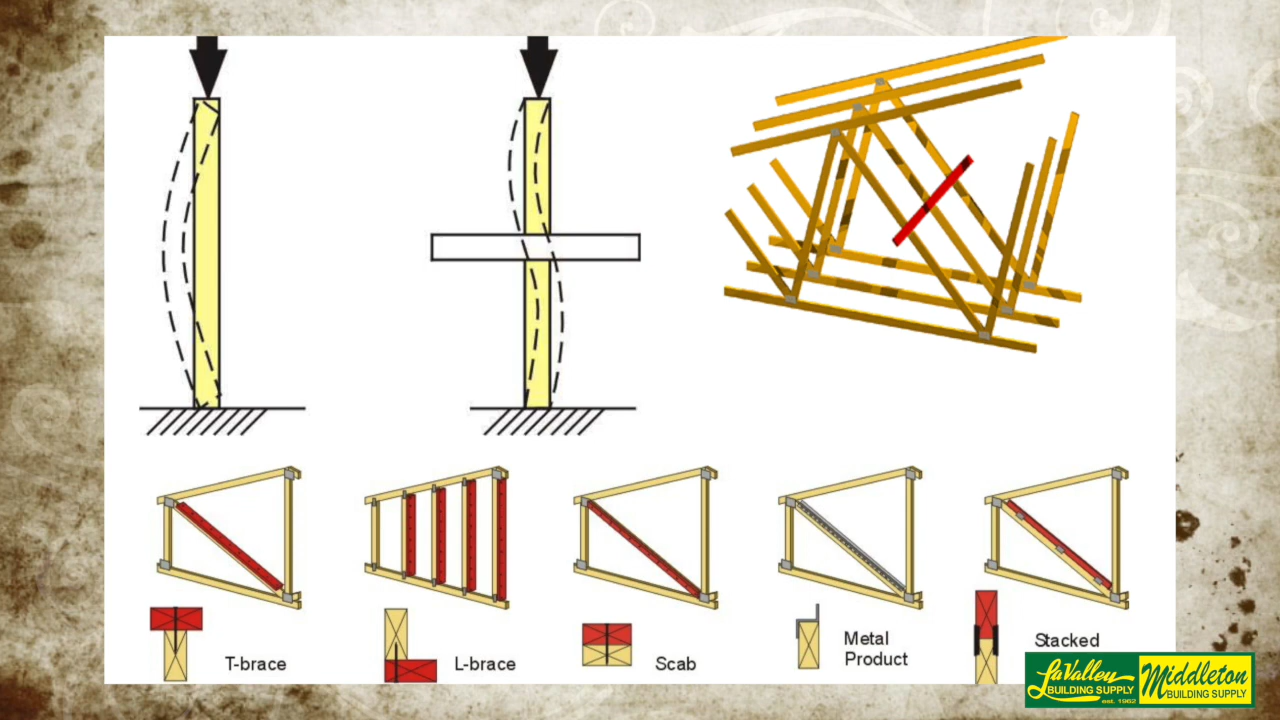 T-brace
L-brace
Scab
Metal
Product
Stacked
LaValley
BUILDING SUPPLY
est. 1962
Middleton
BUILDING SUPPLY